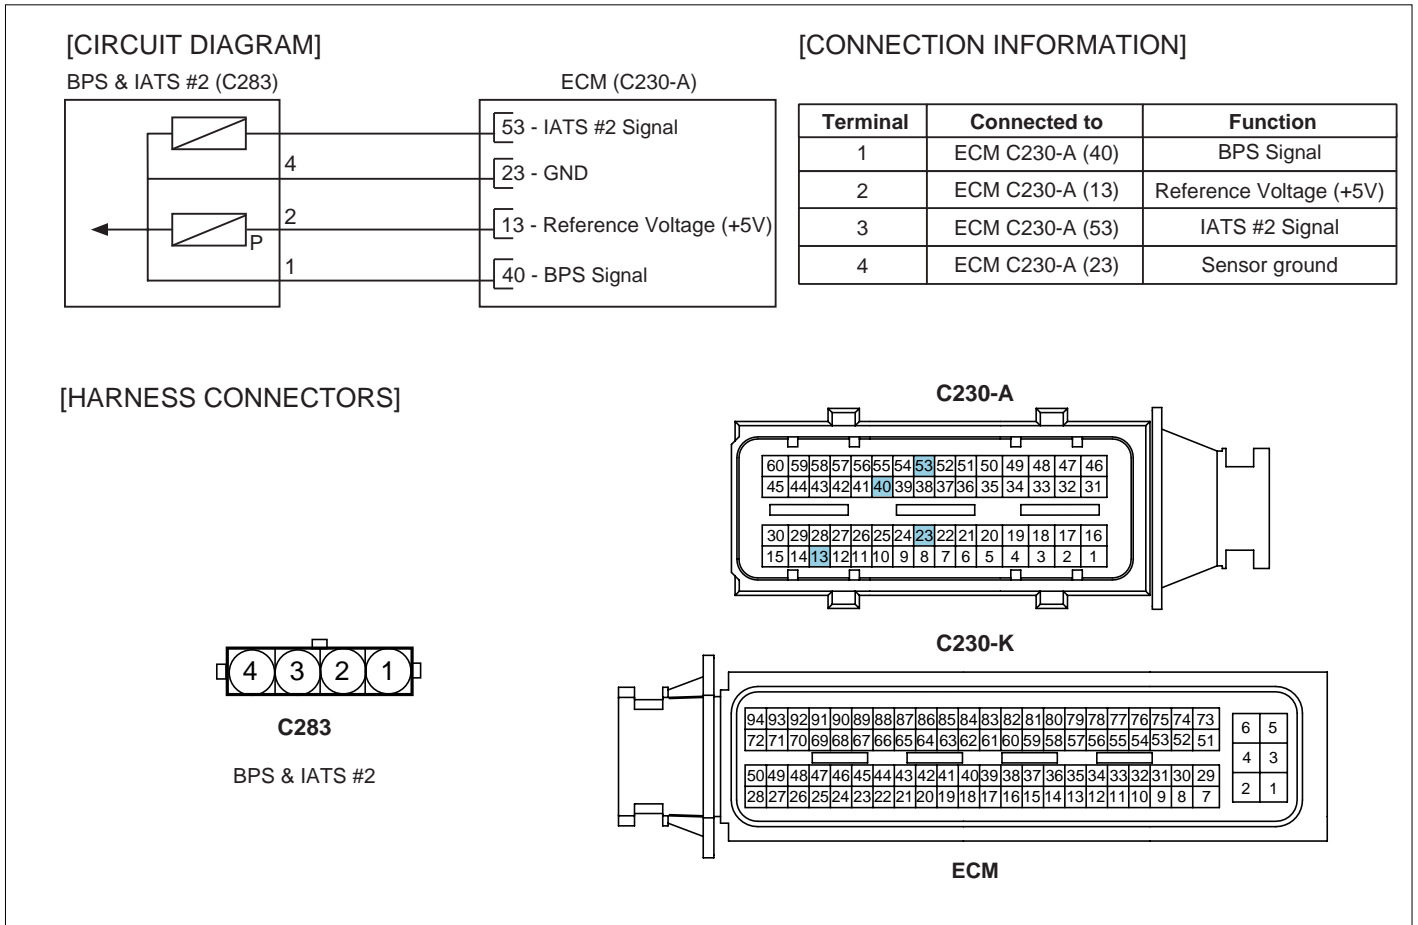 [CIRCUIT DIAGRAM]
BPS & IATS #2 (C283)
ECM (C230-A)
53 - IATS #2 Signal
4
23 - GND
2
13 - Reference Voltage (+5V)
P
1
40 - BPS Signal
[CONNECTION INFORMATION]
Terminal Connected to Function
1 ECM C230-A (40) BPS Signal
2 ECM C230-A (13) Reference Voltage (+5V)
3 ECM C230-A (53) IATS #2 Signal
4 ECM C230-A (23) Sensor ground
[HARNESS CONNECTORS]
C230-A
60 59 58 57 56 55 54 53 52 51 50 49 48 47 46
45 44 43 42 41 40 39 38 37 36 35 34 33 32 31
30 29 28 27 26 25 24 23 22 21 20 19 18 17 16
15 14 13 12 11 10 9 8 7 6 5 4 3 2 1
4 3 2 1
C283
BPS & IATS #2
C230-K
94 93 92 91 90 89 88 87 86 85 84 83 82 81 80 79 78 77 76 75 74 73
72 71 70 69 68 67 66 65 64 63 62 61 60 59 58 57 56 55 54 53 52 51
50 49 48 47 46 45 44 43 42 41 40 39 38 37 36 35 34 33 32 31 30 29
28 27 26 25 24 23 22 21 20 19 18 17 16 15 14 13 12 11 10 9 8 7
6 5
4 3
2 1
ECM